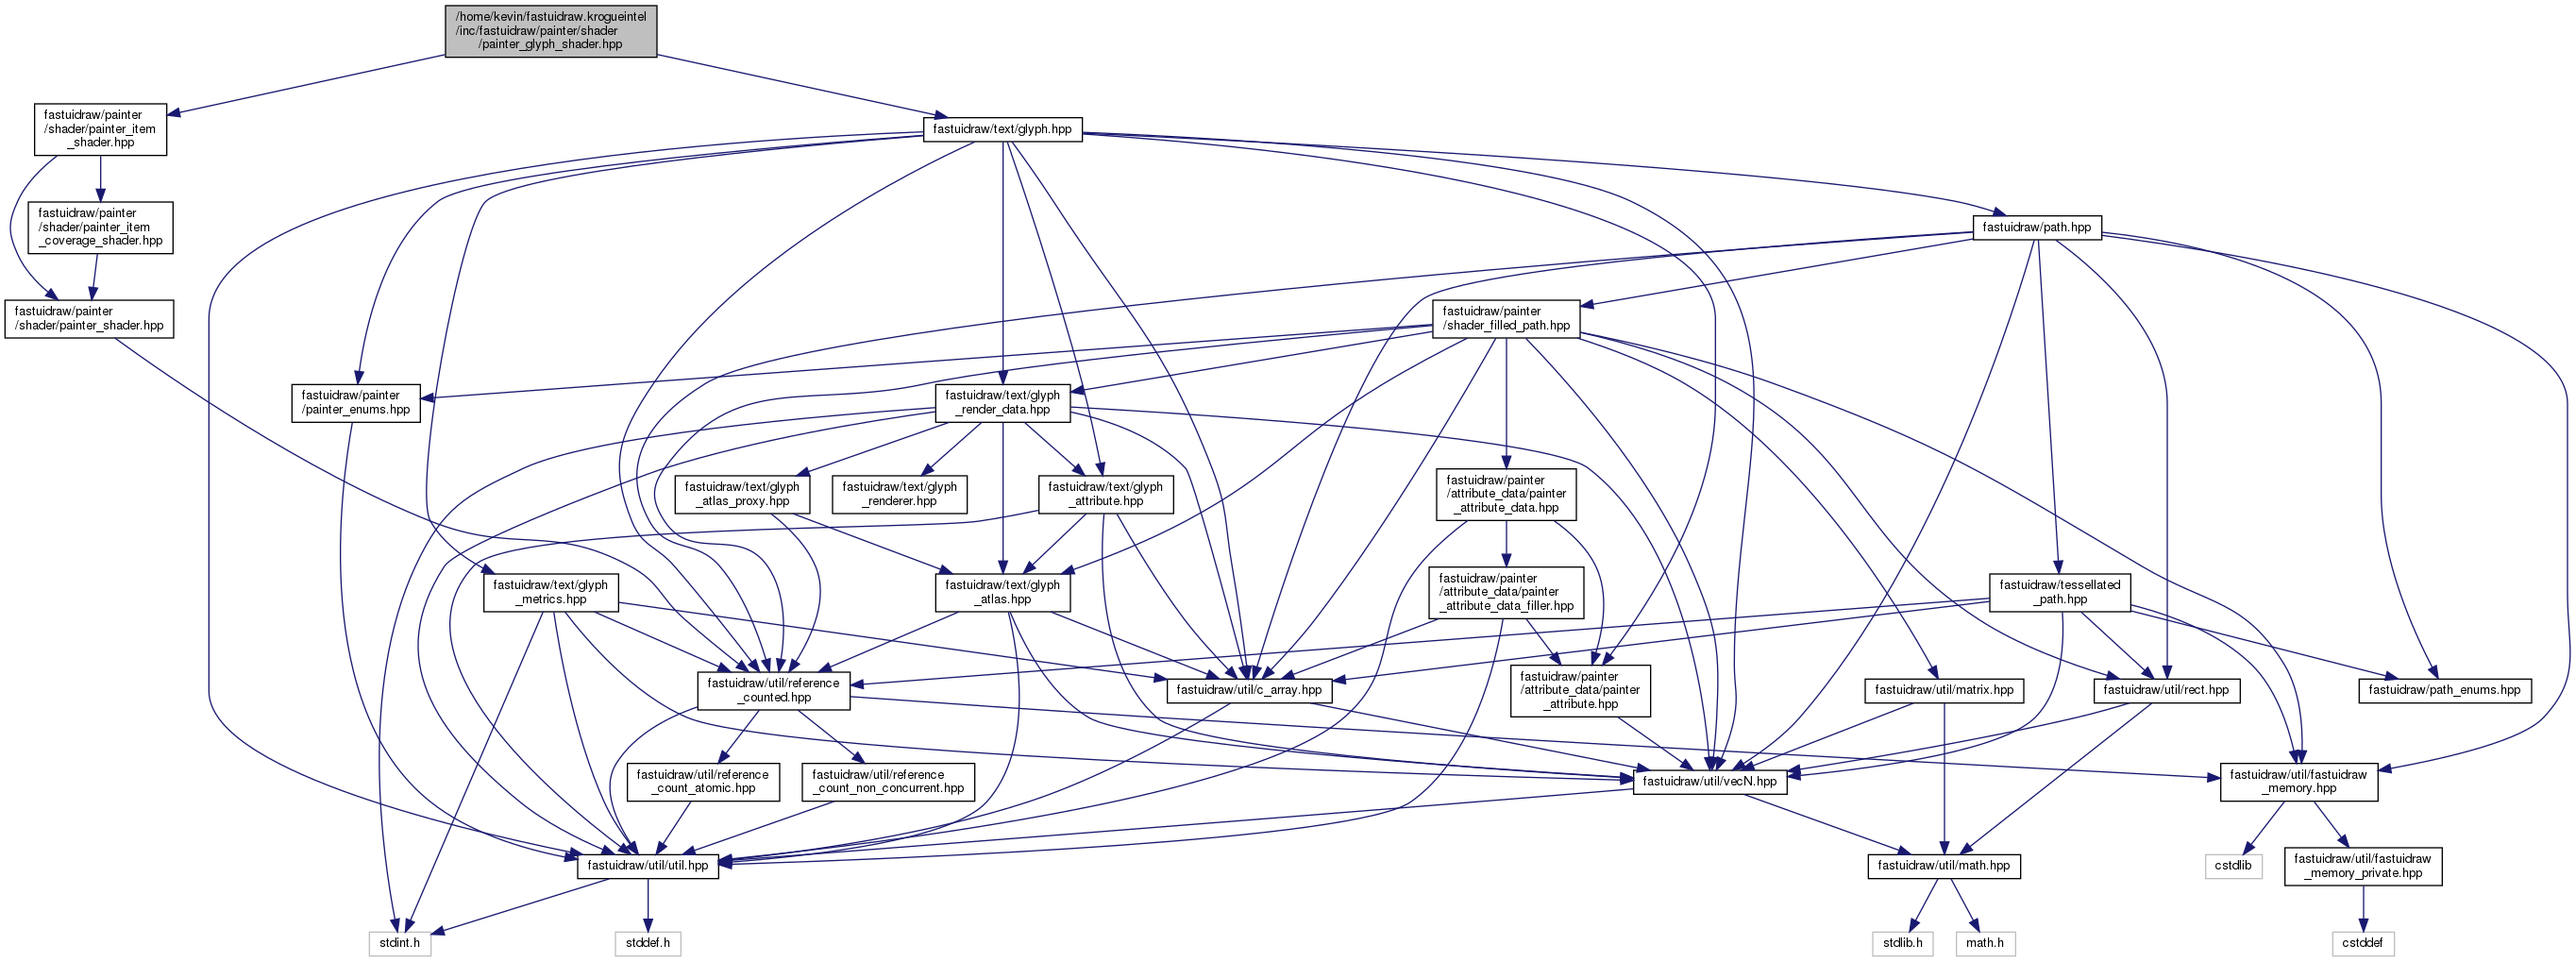 /home/kevin/fastuidraw.krogueintel
/inc/fastuidraw/painter/shader
/painter_glyph_shader.hpp
fastuidraw/painter
/shader/painter_item
_shader.hpp
fastuidraw/text/glyph.hpp
fastuidraw/painter
/shader/painter_item
_coverage_shader.hpp
fastuidraw/path.hpp
fastuidraw/painter
/shader/painter_shader.hpp
fastuidraw/painter
/shader_filled_path.hpp
fastuidraw/painter
/painter_enums.hpp
fastuidraw/text/glyph
_render_data.hpp
fastuidraw/text/glyph
_atlas_proxy.hpp
fastuidraw/text/glyph
_renderer.hpp
fastuidraw/text/glyph
_attribute.hpp
fastuidraw/painter
/attribute_data/painter
_attribute_data.hpp
fastuidraw/text/glyph
_metrics.hpp
fastuidraw/text/glyph
_atlas.hpp
fastuidraw/painter
/attribute_data/painter
_attribute_data_filler.hpp
fastuidraw/tessellated
_path.hpp
fastuidraw/util/reference
_counted.hpp
fastuidraw/util/c_array.hpp
fastuidraw/painter
/attribute_data/painter
_attribute.hpp
fastuidraw/util/matrix.hpp
fastuidraw/util/rect.hpp
fastuidraw/path_enums.hpp
fastuidraw/util/reference
_count_atomic.hpp
fastuidraw/util/reference
_count_non_concurrent.hpp
fastuidraw/util/vecN.hpp
fastuidraw/util/fastuidraw
_memory.hpp
fastuidraw/util/util.hpp
fastuidraw/util/math.hpp
cstdlib
fastuidraw/util/fastuidraw
_memory_private.hpp
stdint.h
stddef.h
stdlib.h
math.h
cstddef